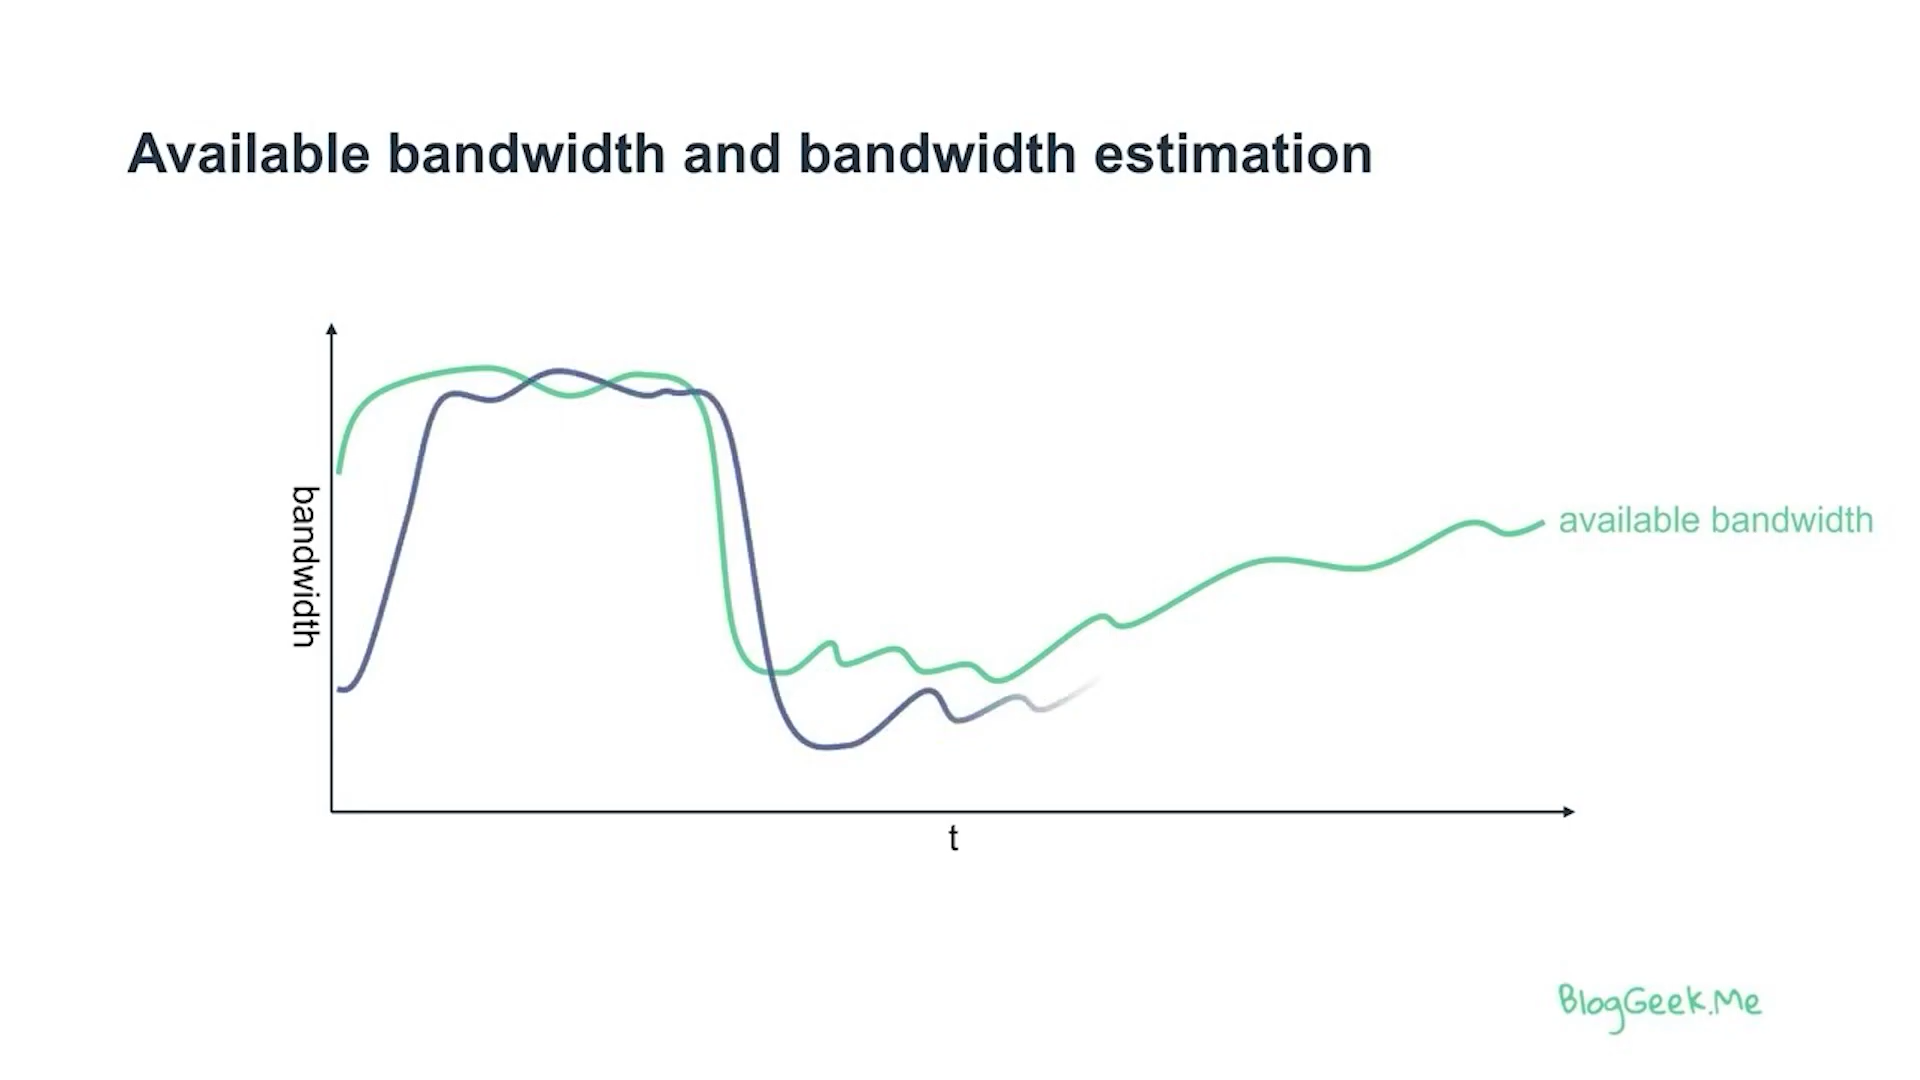 Available bandwidth and bandwidth estimation
bandwidth
available bandwidth
t
BlogGeek.Me